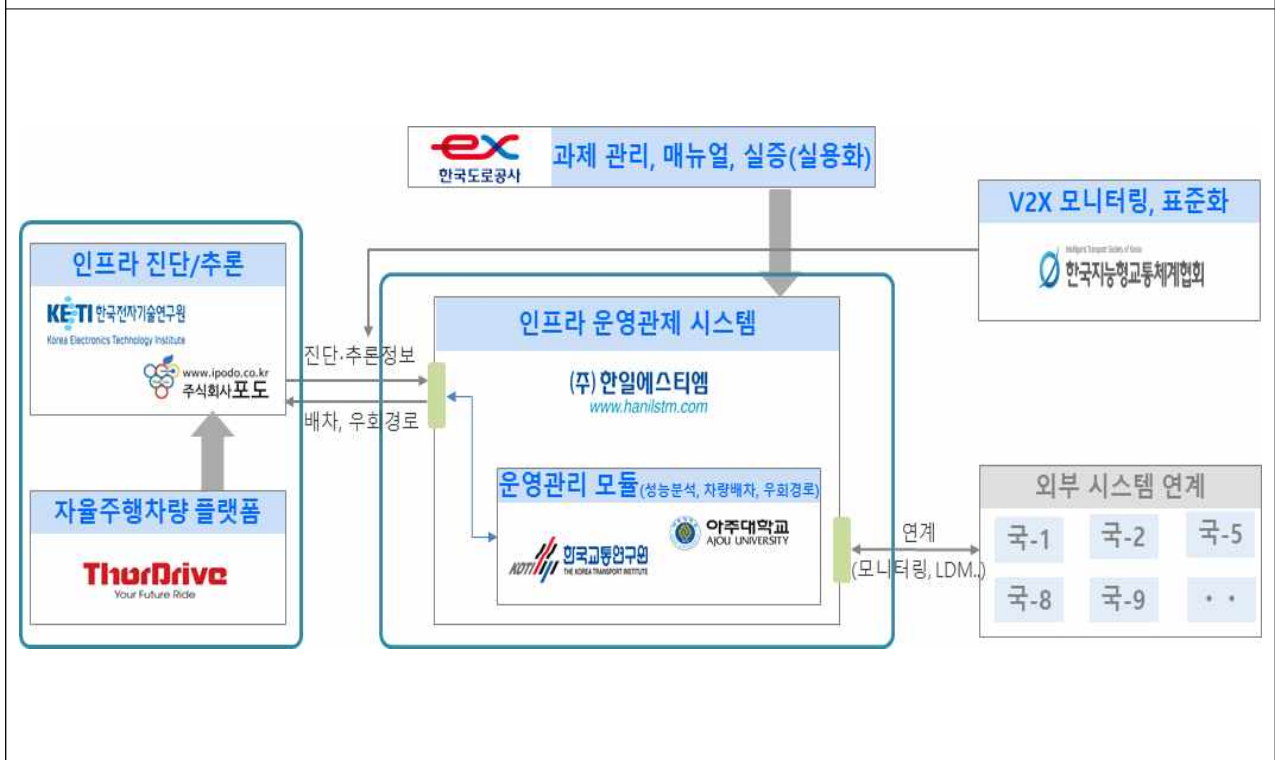 ex
한국도로공사
과제 관리, 매뉴얼, 실증(실용화)
V2X 모니터링, 표준화
Intelligent Transport Society of Korea
한국지능형교통체계협회
인프라 진단/추론
KETI 한국전자기술연구원
Korea Electronics Technology Institute
www.ipodo.co.kr
주식회사포도
진단·추론정보
배차, 우회경로
자율주행차량 플랫폼
ThorDrive
Your Future Ride
인프라 운영관제 시스템
(주)한일에스티엠
www.hanilstm.com
운영관리 모듈(성능분석, 차량배차, 우회경로)
아주대학교
AJOU UNIVERSITY
KOTI 한국교통연구원
THE KOREA TRANSPORT INSTITUTE
연계
(모니터링, LDM..)
외부 시스템 연계
국-1 국-2 국-5
국-8 국-9 · ·